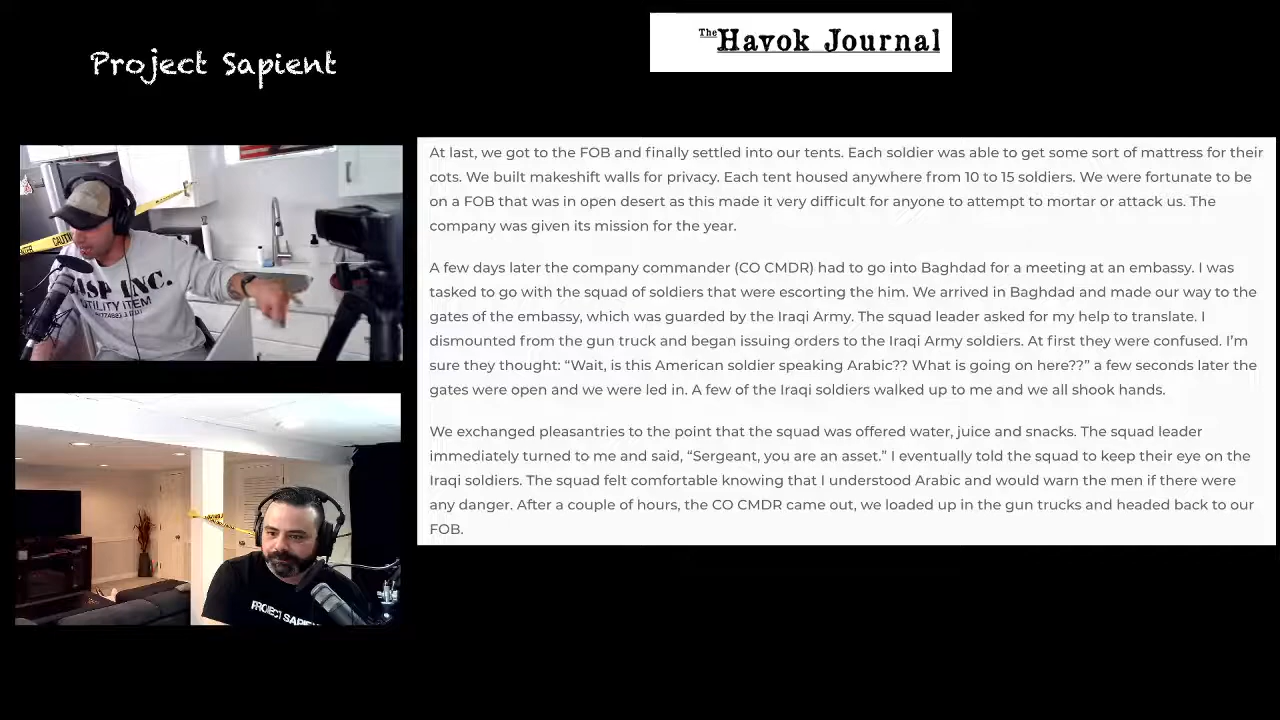 Project Sapient
The Havok Journal
At last, we got to the FOB and finally settled into our tents. Each soldier was able to get some sort of mattress for their
cots. We built makeshift walls for privacy. Each tent housed anywhere from 10 to 15 soldiers. We were fortunate to be
on a FOB that was in open desert as this made it very difficult for anyone to attempt to mortar or attack us. The
company was given its mission for the year.
A few days later the company commander (CO CMDR) had to go into Baghdad for a meeting at an embassy. I was
tasked to go with the squad of soldiers that were escorting the him. We arrived in Baghdad and made our way to the
gates of the embassy, which was guarded by the Iraqi Army. The squad leader asked for my help to translate. I
dismounted from the gun truck and began issuing orders to the Iraqi Army soldiers. At first they were confused. I’m
sure they thought: “Wait, is this American soldier speaking Arabic?? What is going on here??” a few seconds later the
gates were open and we were led in. A few of the Iraqi soldiers walked up to me and we all shook hands.
We exchanged pleasantries to the point that the squad was offered water, juice and snacks. The squad leader
immediately turned to me and said, “Sergeant, you are an asset.” I eventually told the squad to keep their eye on the
Iraqi soldiers. The squad felt comfortable knowing that I understood Arabic and would warn the men if there were
any danger. After a couple of hours, the CO CMDR came out, we loaded up in the gun trucks and headed back to our
FOB.
INC.
UTILITY ITEM
PROJECT SAPIEN